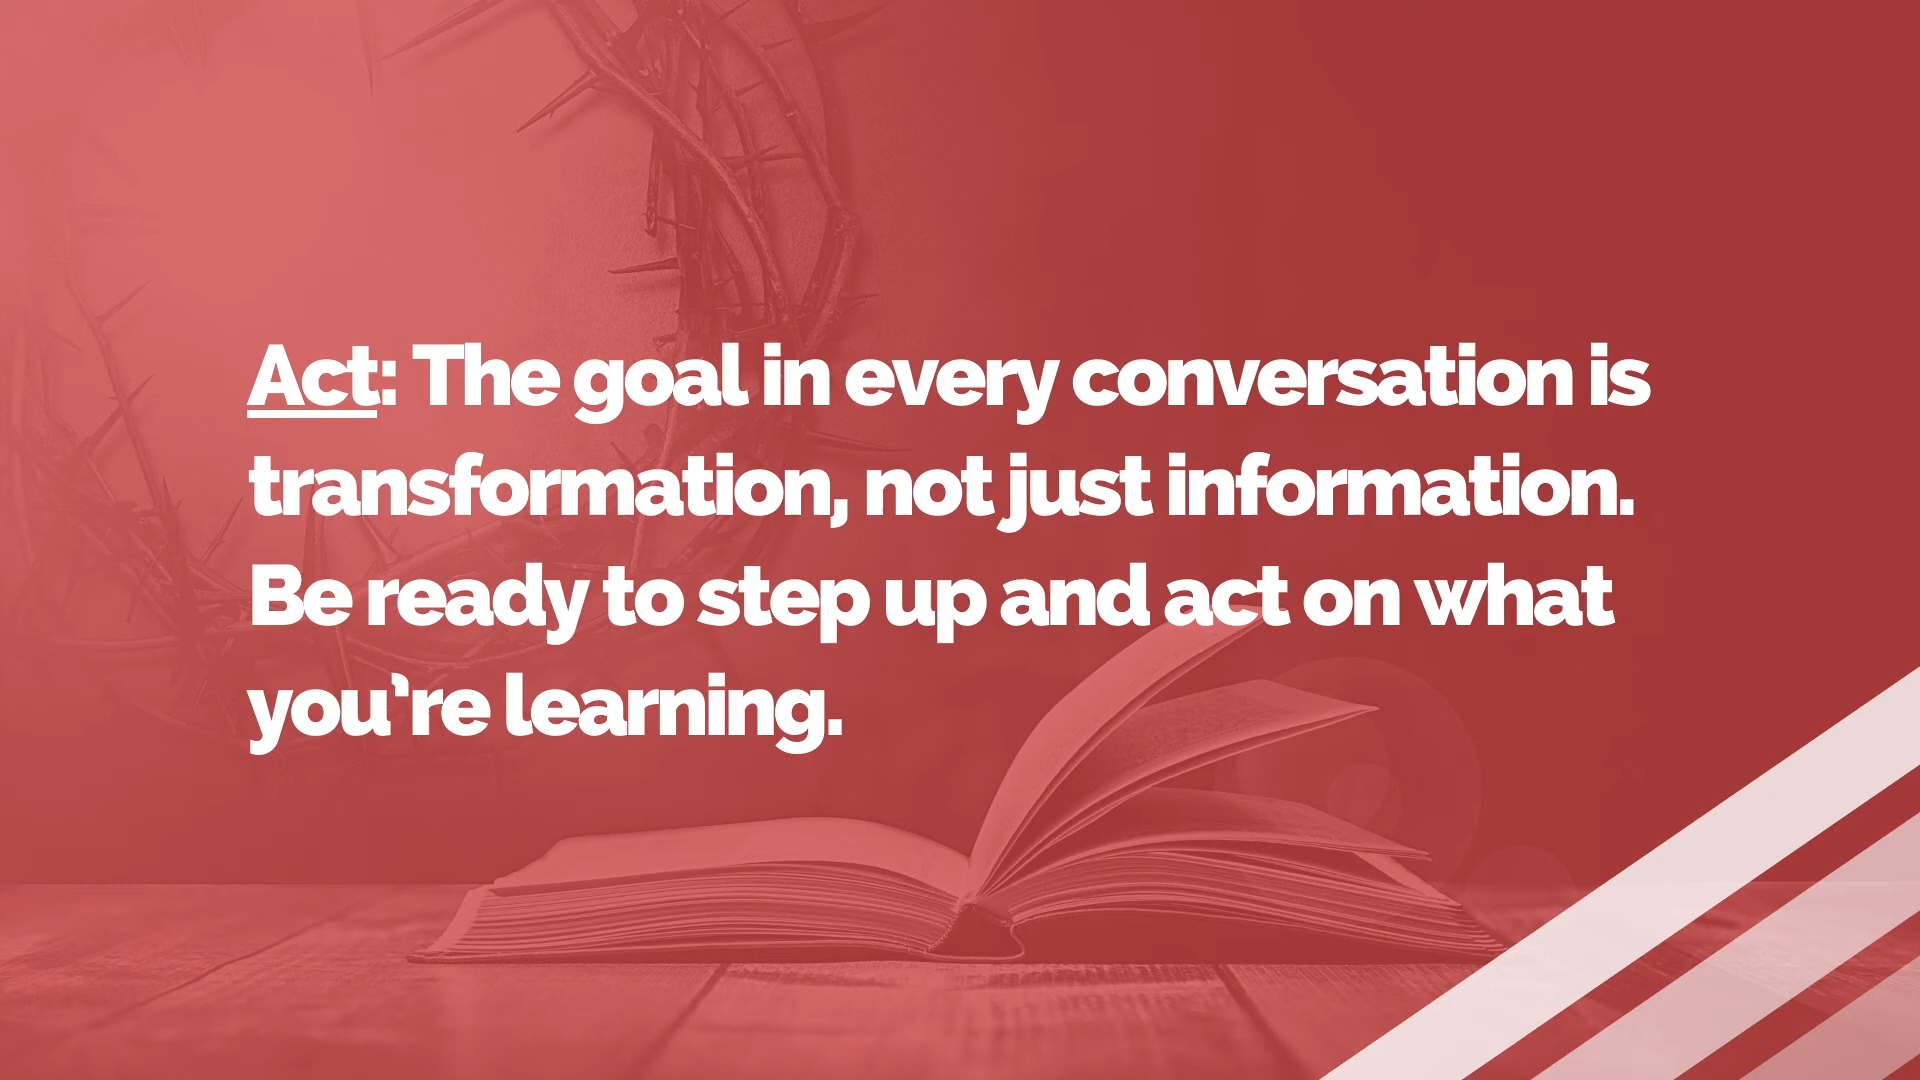 Act: The goal in every conversation is
transformation, not just information.
Be ready to step up and act on what
you’re learning.